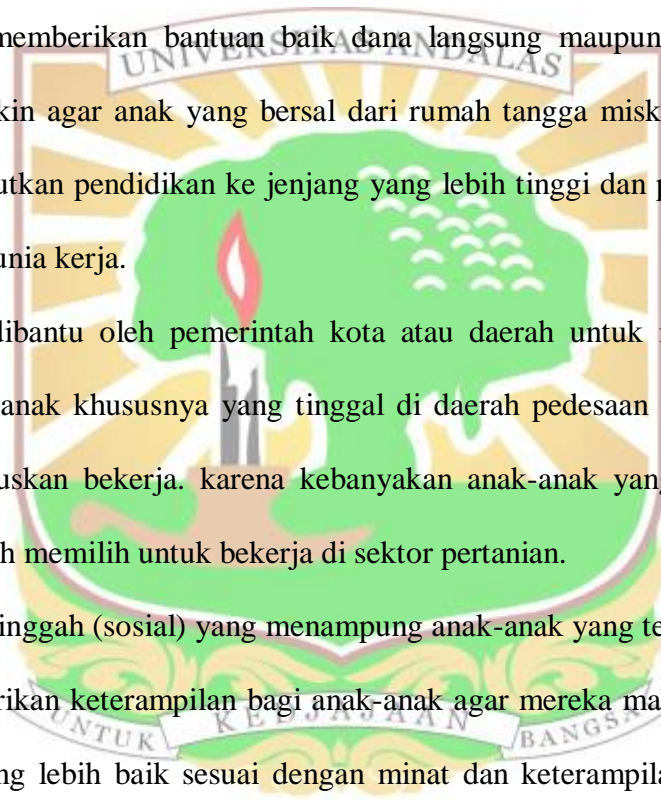 memberikan bantuan baik dana langsung maupun
UNIVERSITAS ANDALAS
kin agar anak yang bersal dari rumah tangga misk
utkan pendidikan ke jenjang yang lebih tinggi dan p
unia kerja.
dibantu oleh pemerintah kota atau daerah untuk
anak khususnya yang tinggal di daerah pedesaan
uskan bekerja. karena kebanyakan anak-anak yang
h memilih untuk bekerja di sektor pertanian.
inggah (sosial) yang menampung anak-anak yang te
rikan keterampilan bagi anak-anak agar mereka ma
UNTUK KEDJAJAAN BANGSA
ng lebih baik sesuai dengan minat dan keterampila